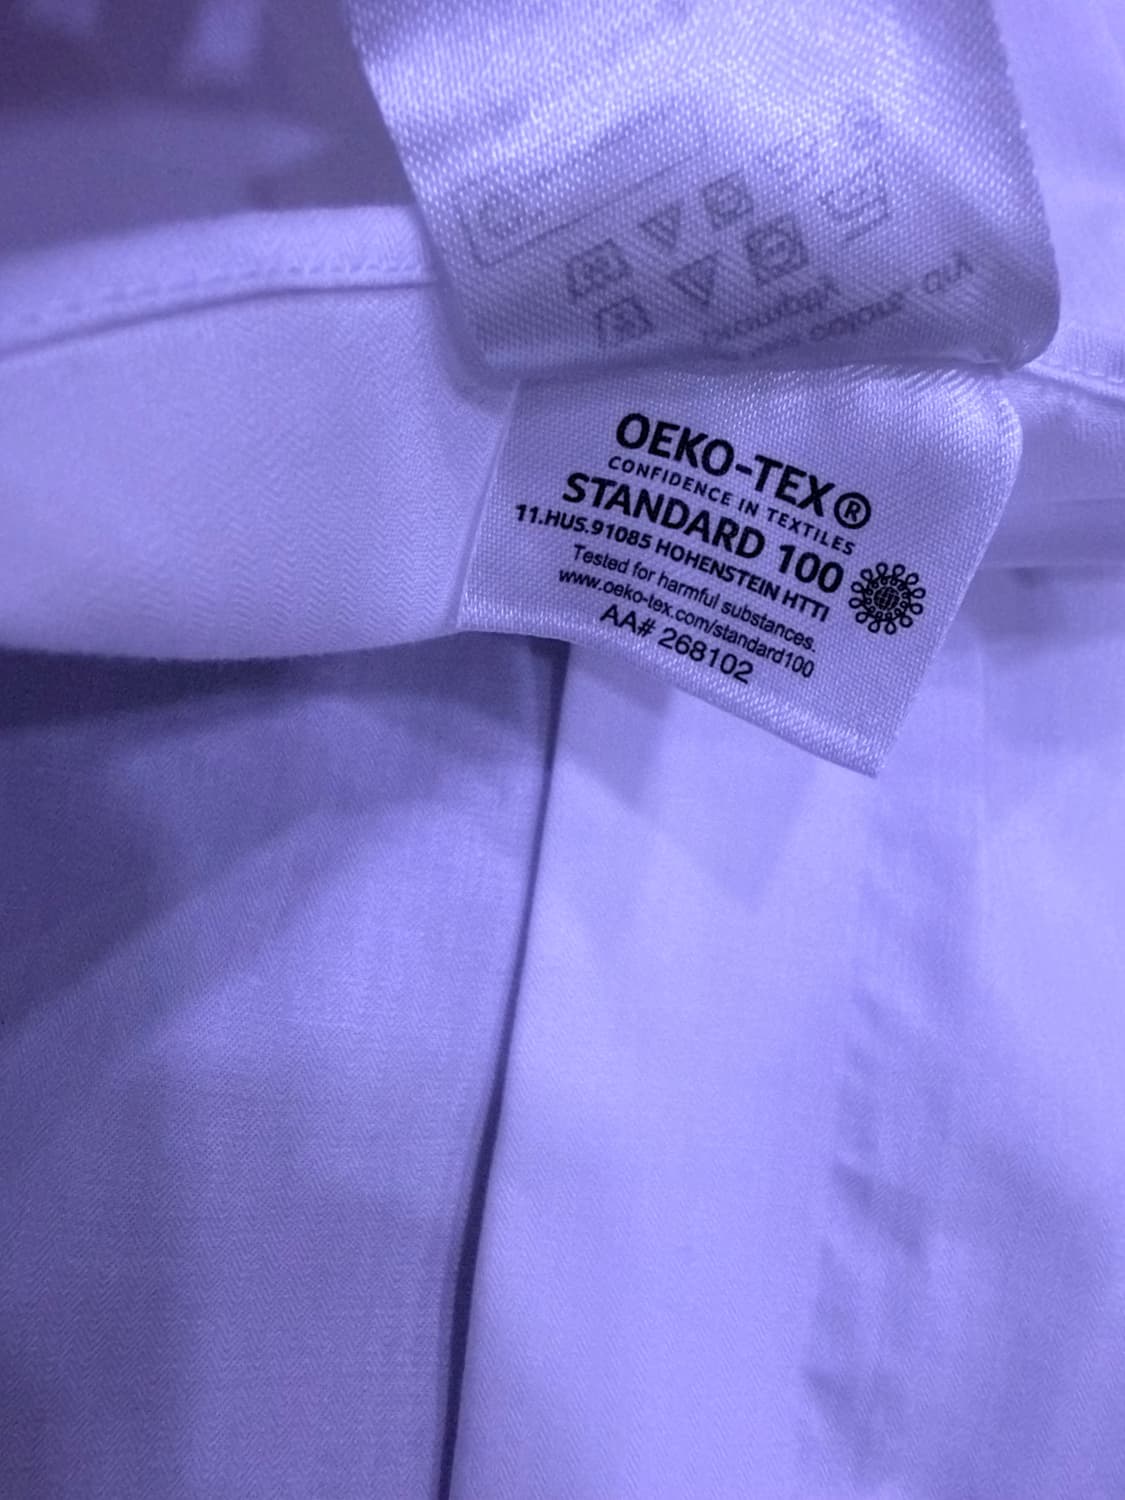 OEKO-TEX®
CONFIDENCE IN TEXTILES
STANDARD 100
11.HUS.91085 HOHENSTEIN HTTI
Tested for harmful substances.
www.oeko-tex.com/standard100
AA# 268102